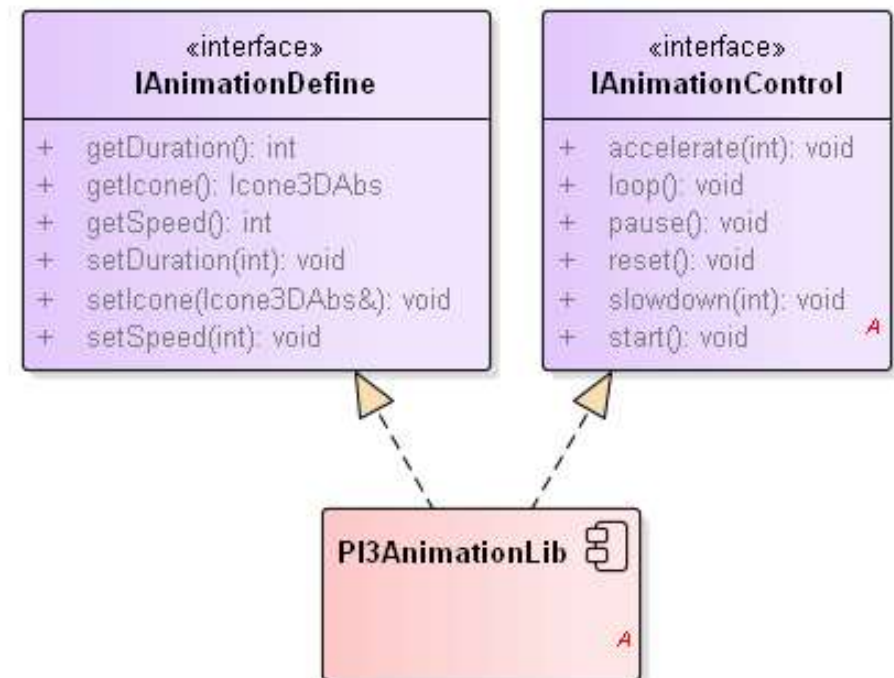 «interface»
IAnimationDefine
+ getDuration(): int
+ getIcone(): Icone3DAbs
+ getSpeed(): int
+ setDuration(int): void
+ setIcone(Icone3DAbs&): void
+ setSpeed(int): void
«interface»
IAnimationControl
+ accelerate(int): void
+ loop(): void
+ pause(): void
+ reset(): void
+ slowdown(int): void
+ start(): void
A
PI3AnimationLib
A